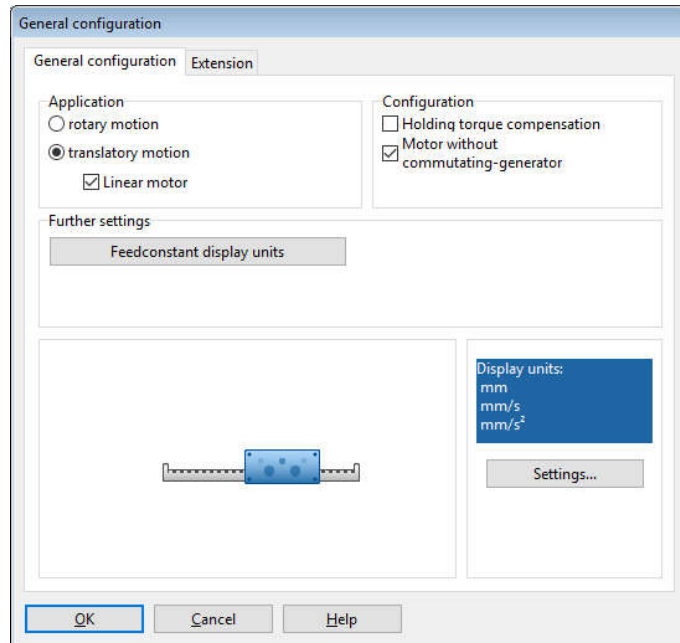 General configuration
General configuration
Extension
Application
rotary motion
translatory motion
Linear motor
Configuration
Holding torque compensation
Motor without
commutating-generator
Further settings
Feedconstant display units
Display units:
mm
mm/s
mm/s²
Settings...
OK
Cancel
Help